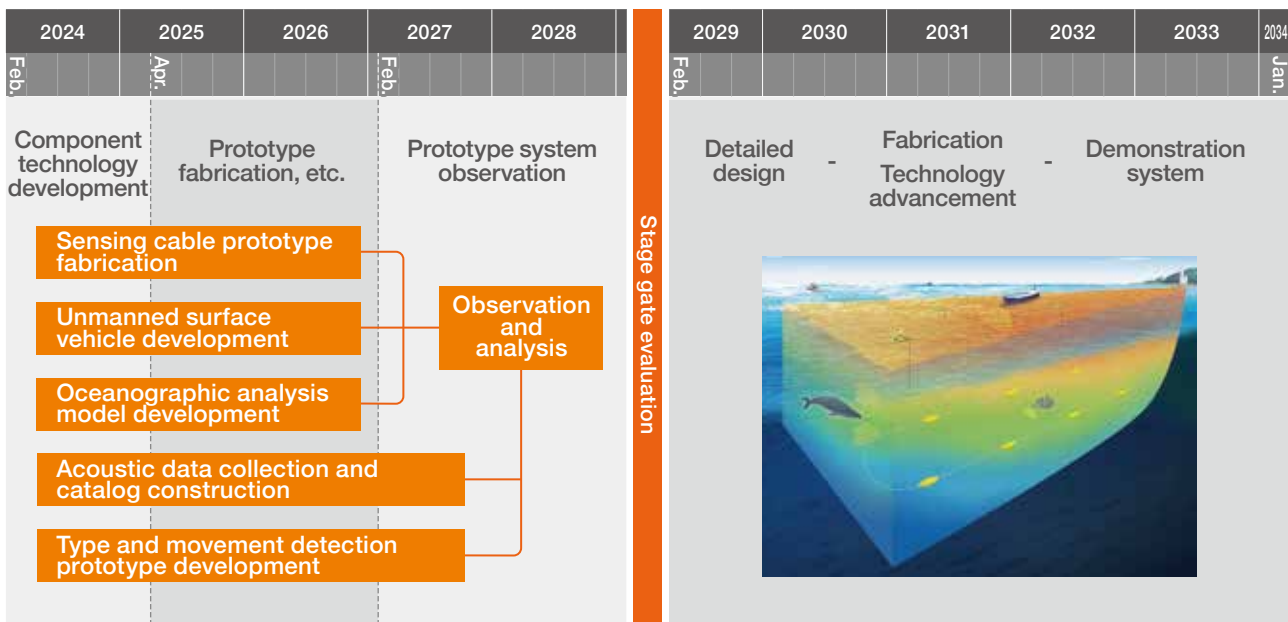 2024
2025
2026
2027
2028
2029
2030
2031
2032
2033
2034
Feb.
Apr.
Feb.
Feb.
Jan.
Component
technology
development
Prototype
fabrication, etc.
Prototype system
observation
Sensing cable prototype
fabrication
Unmanned surface
vehicle development
Oceanographic analysis
model development
Acoustic data collection and
catalog construction
Type and movement detection
prototype development
Observation
and
analysis
Stage gate evaluation
Detailed
design
-
Fabrication
Technology
advancement
-
Demonstration
system